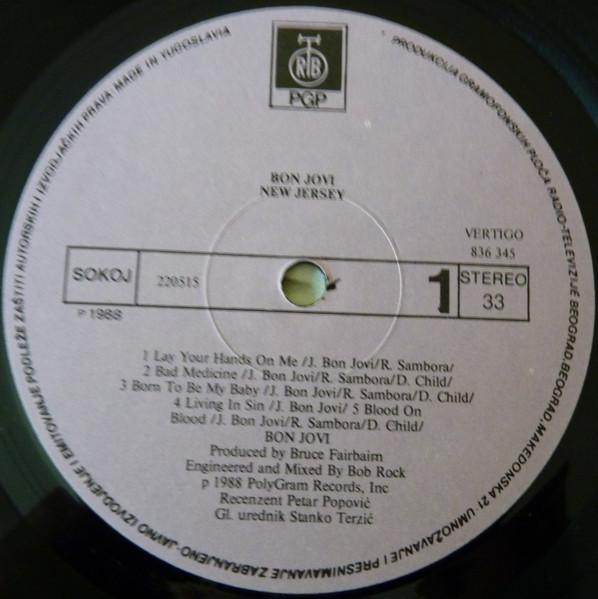 RTB
PGP
BON JOVI
NEW JERSEY
VERTIGO
836 345
SOKOJ
220515
1
STEREO
33
P 1988
1 Lay Your Hands On Me /J. Bon Jovi/R. Sambora/
2 Bad Medicine /J. Bon Jovi/R. Sambora/D. Child/
3 Born To Be My Baby /J. Bon Jovi/R. Sambora/D. Child/
4 Living In Sin /J. Bon Jovi/ 5 Blood On
Blood /J. Bon Jovi/R. Sambora/D. Child/
BON JOVI
Produced by Bruce Fairbairn
Engineered and Mixed By Bob Rock
p 1988 PolyGram Records, Inc
Recenzent Petar Popović
Gl. urednik Stanko Terzić
PRODUKCIJA GRAMOFONSKIH PLOČA RADIO-TELEVIZIJE BEOGRAD, BEOGRAD, MAKEDONSKA 21 · UMNOŽAVANJE I PRESNIMAVANJE ZABRANJENO · JAVNO IZVODJENJE I EMITOVANJE PODLEŽE ZAŠTITI AUTORSKIH I IZVODJAČKIH PRAVA MADE IN YUGOSLAVIA